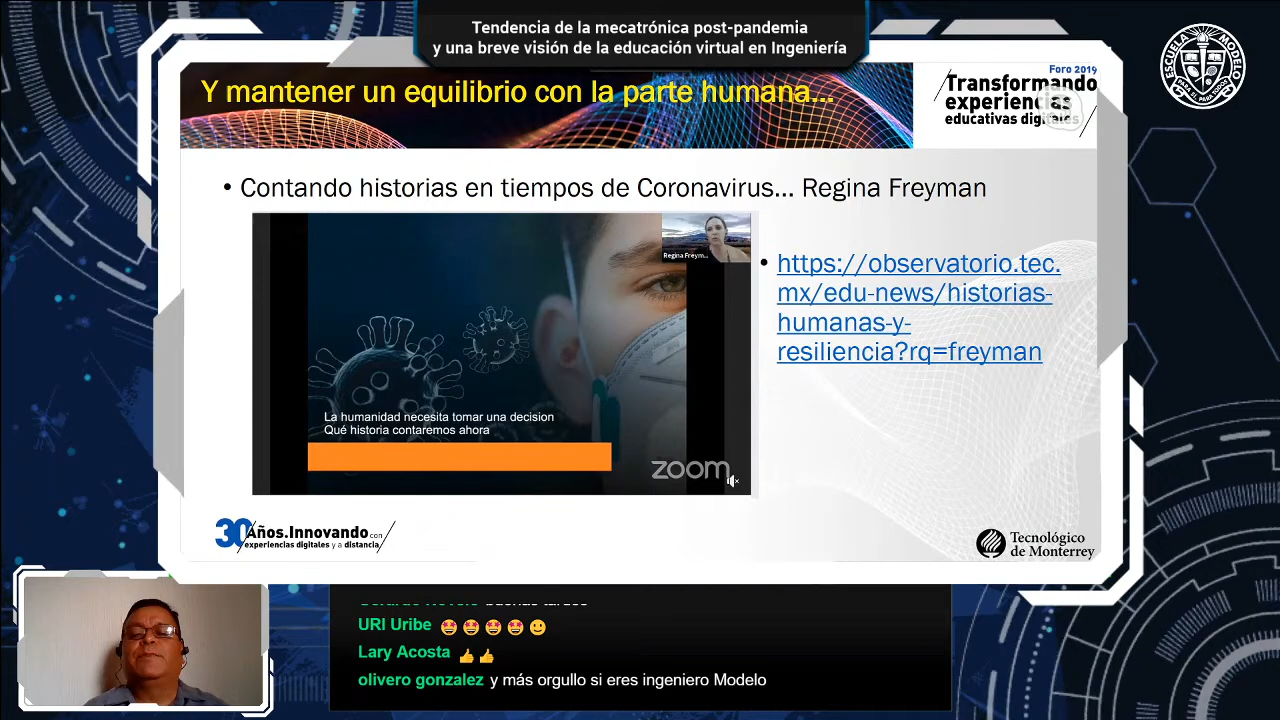 Tendencia de la mecatrónica post-pandemia
y una breve visión de la educación virtual en Ingeniería
ESCUELA MODELO
Y mantener un equilibrio con la parte humana...
Foro 2019
Transformando
experiencias
educativas digitales
• Contando historias en tiempos de Coronavirus... Regina Freyman
Regina Freym...
• https://observatorio.tec.
mx/edu-news/historias-
humanas-y-
resiliencia?rq=freyman
La humanidad necesita tomar una decision
Qué historia contaremos ahora
zoom
30 Años.Innovando con
experiencias digitales y a distancia
Tecnológico
de Monterrey
URI Uribe 🤩🤩🤩🤩🙂
Lary Acosta 👍👍
olivero gonzalez y más orgullo si eres ingeniero Modelo